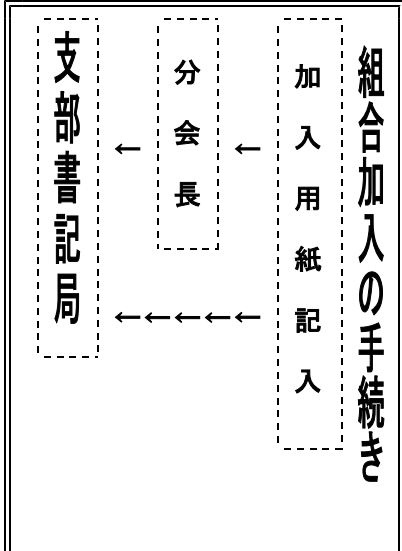 組合加入の手続き
加入用紙記入
←
←←←←←
分会長
←
支部書記局